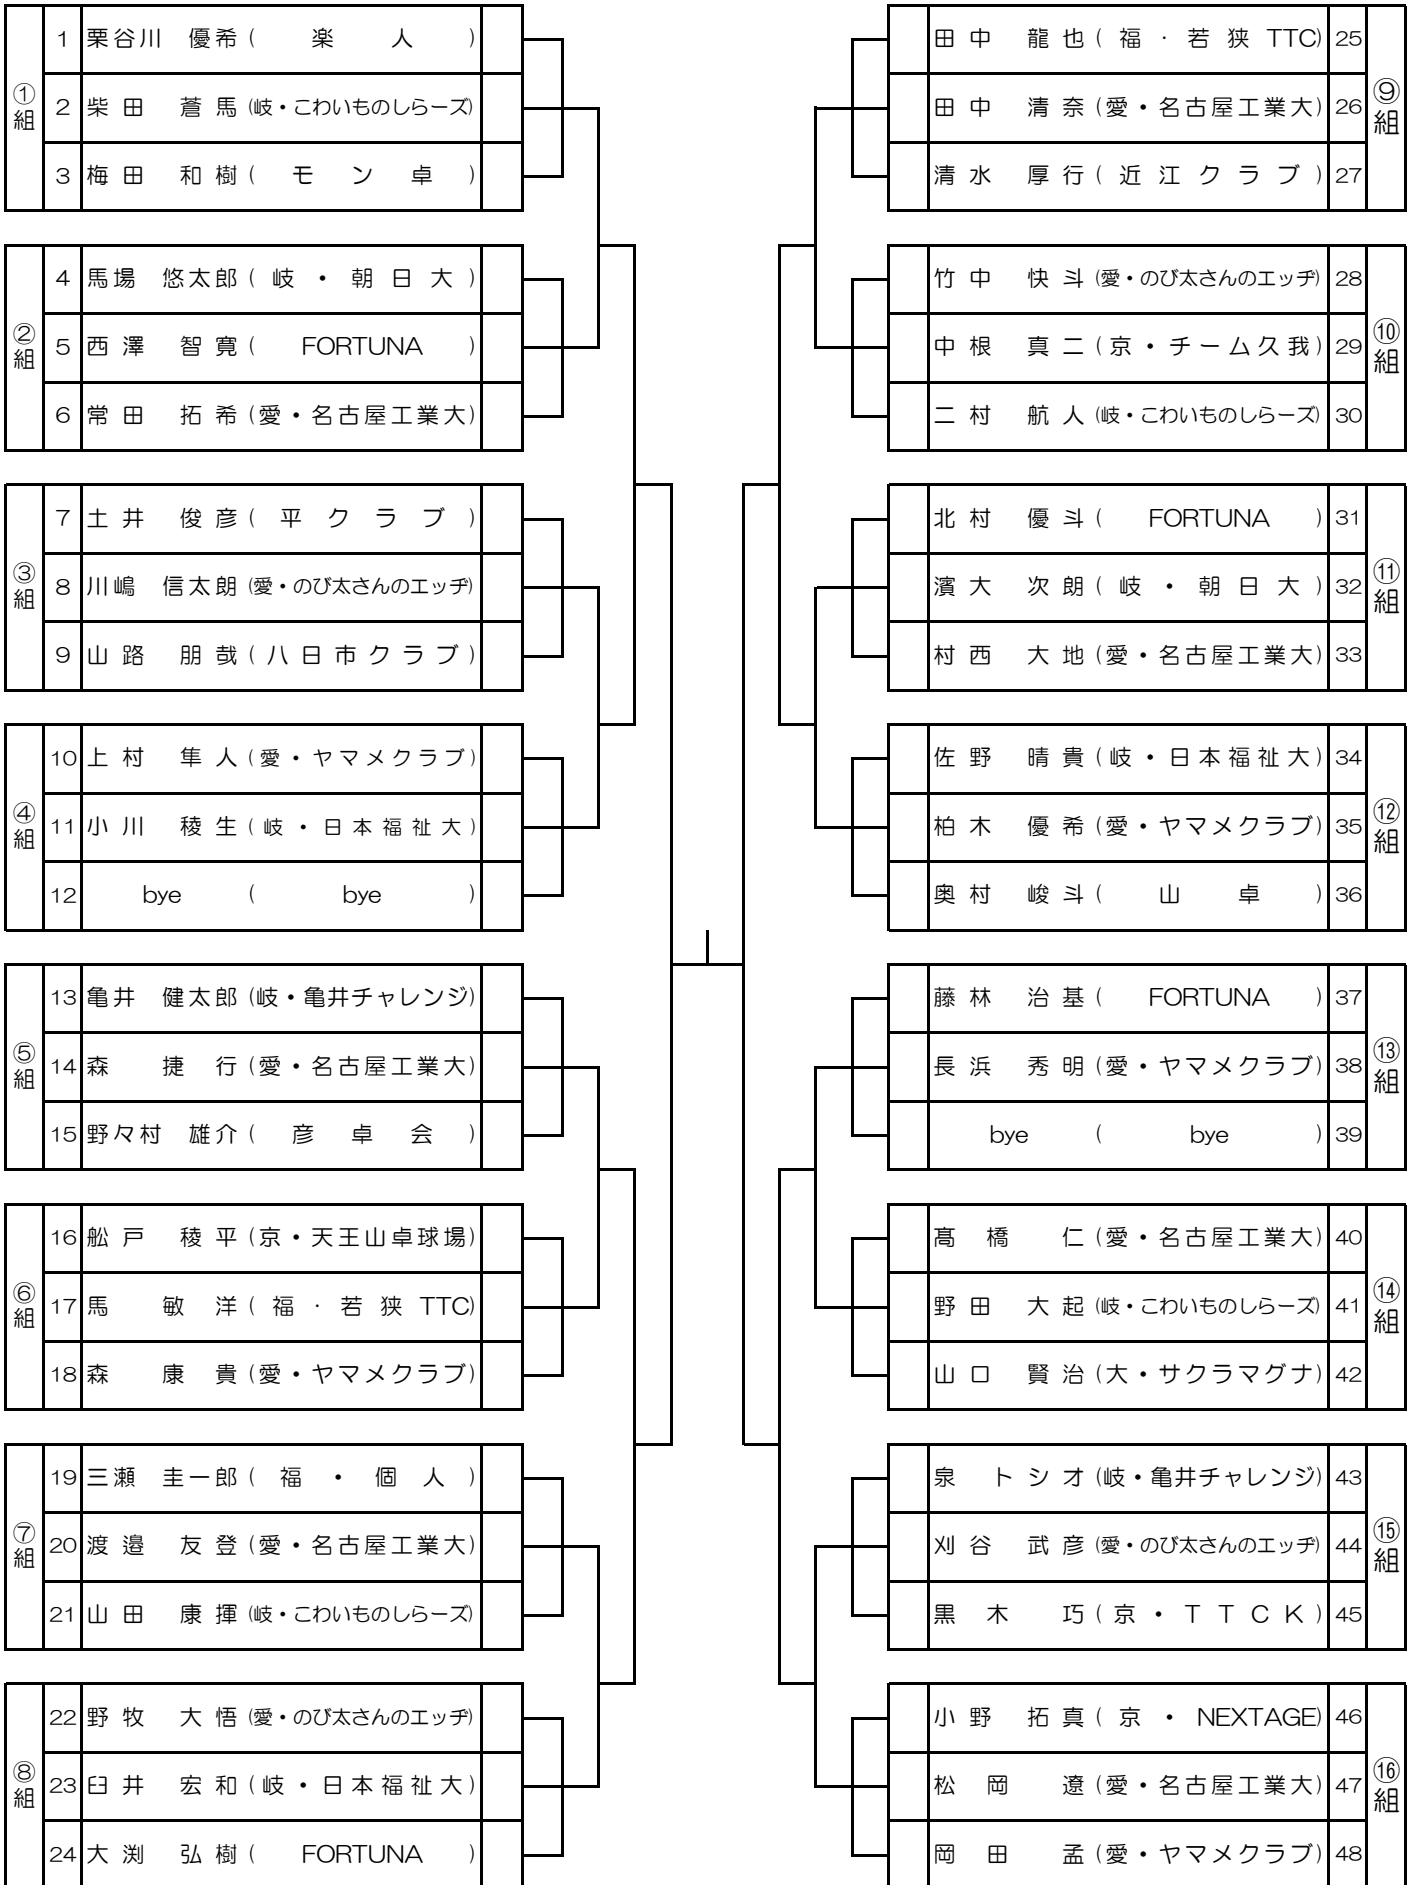 ①組
1 栗谷川 優希 ( 楽 人 )
2 柴田 蒼馬 (岐・こわいものしらーズ)
3 梅田 和樹 ( モ ン 卓 )
②組
4 馬場 悠太郎 ( 岐 ・ 朝 日 大 )
5 西澤 智寛 ( FORTUNA )
6 常田 拓希 (愛・名古屋工業大)
③組
7 土井 俊彦 ( 平 ク ラ ブ )
8 川嶋 信太朗 (愛・のび太さんのエッヂ)
9 山路 朋哉 (八日市クラブ)
④組
10 上村 隼人 (愛・ヤマメクラブ)
11 小川 稜生 (岐・日本福祉大)
12 bye ( bye )
⑤組
13 亀井 健太郎 (岐・亀井チャレンジ)
14 森 捷行 (愛・名古屋工業大)
15 野々村 雄介 ( 彦 卓 会 )
⑥組
16 舩戸 稜平 (京・天王山卓球場)
17 馬 敏洋 ( 福 · 若 狭 TTC)
18 森 康貴 (愛・ヤマメクラブ)
⑦組
19 三瀬 圭一郎 ( 福 ・ 個 人 )
20 渡邉 友登 (愛・名古屋工業大)
21 山田 康揮 (岐・こわいものしらーズ)
⑧組
22 野牧 大悟 (愛・のび太さんのエッヂ)
23 臼井 宏和 (岐・日本福祉大)
24 大渕 弘樹 ( FORTUNA )
⑨組
田中 龍也 ( 福 · 若 狭 TTC) 25
田中 清奈 (愛・名古屋工業大) 26
清水 厚行 ( 近 江 ク ラ ブ ) 27
⑩組
竹中 快斗 (愛・のび太さんのエッヂ) 28
中根 真二 (京・チーム久我) 29
二村 航人 (岐・こわいものしらーズ) 30
⑪組
北村 優斗 ( FORTUNA ) 31
濱大 次朗 ( 岐 ・ 朝 日 大 ) 32
村西 大地 (愛・名古屋工業大) 33
⑫組
佐野 晴貴 (岐・日本福祉大) 34
柏木 優希 (愛・ヤマメクラブ) 35
奥村 峻斗 ( 山 卓 ) 36
⑬組
藤林 治基 ( FORTUNA ) 37
長浜 秀明 (愛・ヤマメクラブ) 38
bye ( bye ) 39
⑭組
髙橋 仁 (愛・名古屋工業大) 40
野田 大起 (岐・こわいものしらーズ) 41
山口 賢治 (大・サクラマグナ) 42
⑮組
泉 トシオ (岐・亀井チャレンジ) 43
刈谷 武彦 (愛・のび太さんのエッヂ) 44
黒木 巧 ( 京 ・ T T C K ) 45
⑯組
小野 拓真 ( 京 ・ NEXTAGE) 46
松岡 遼 (愛・名古屋工業大) 47
岡田 孟 (愛・ヤマメクラブ) 48